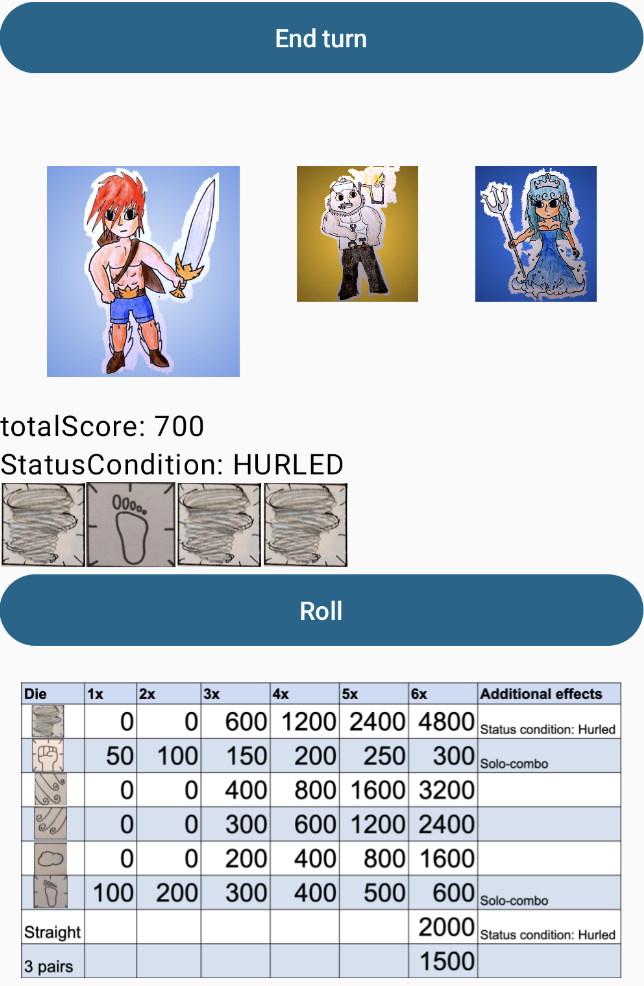 End turn
totalScore: 700
StatusCondition: HURLED
Roll
Die 1x 2x 3x 4x 5x 6x Additional effects
0 0 600 1200 2400 4800 Status condition: Hurled
50 100 150 200 250 300 Solo-combo
0 0 400 800 1600 3200
0 0 300 600 1200 2400
0 0 200 400 800 1600
100 200 300 400 500 600 Solo-combo
Straight 2000 Status condition: Hurled
3 pairs 1500